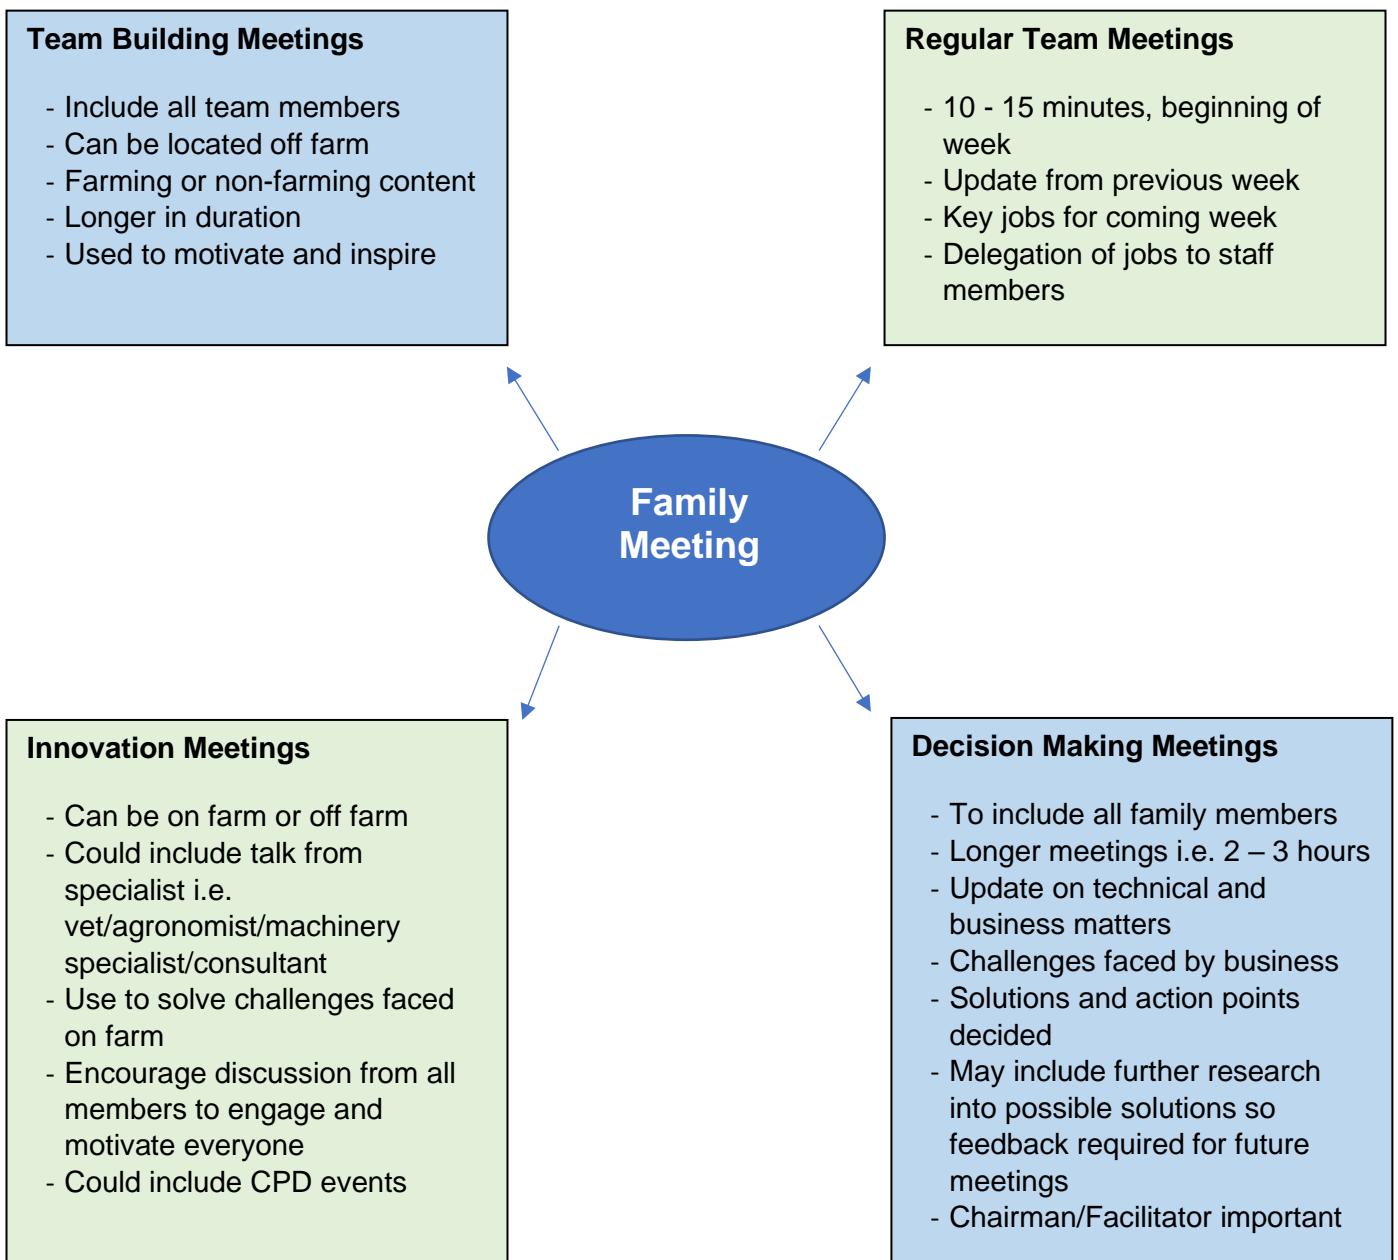 Team Building Meetings
- Include all team members
- Can be located off farm
- Farming or non-farming content
- Longer in duration
- Used to motivate and inspire
Regular Team Meetings
- 10 - 15 minutes, beginning of
week
- Update from previous week
- Key jobs for coming week
- Delegation of jobs to staff
members
Family
Meeting
Innovation Meetings
- Can be on farm or off farm
- Could include talk from
specialist i.e.
vet/agronomist/machinery
specialist/consultant
- Use to solve challenges faced
on farm
- Encourage discussion from all
members to engage and
motivate everyone
- Could include CPD events
Decision Making Meetings
- To include all family members
- Longer meetings i.e. 2 – 3 hours
- Update on technical and
business matters
- Challenges faced by business
- Solutions and action points
decided
- May include further research
into possible solutions so
feedback required for future
meetings
- Chairman/Facilitator important